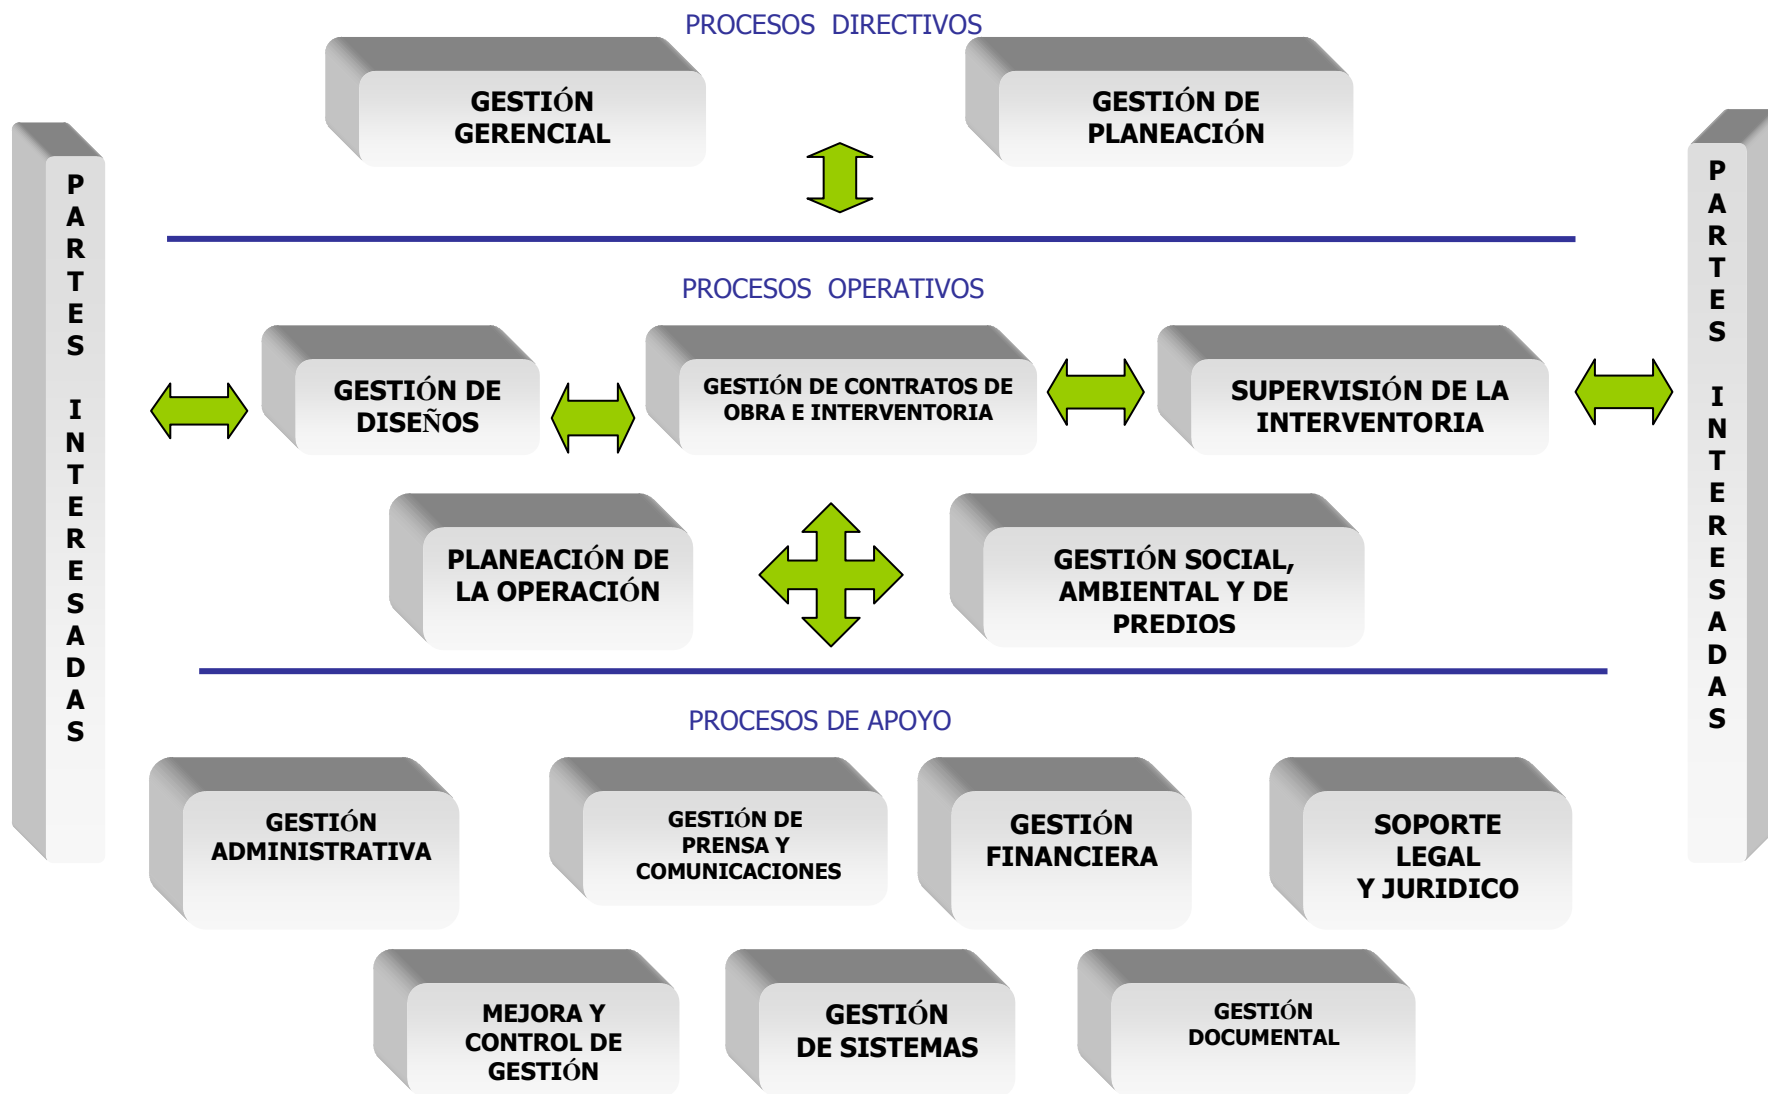 PROCESOS DIRECTIVOS
GESTIÓN
GERENCIAL
GESTIÓN DE
PLANEACIÓN
PARTES INTERESADAS
PROCESOS OPERATIVOS
GESTIÓN DE
DISEÑOS
GESTIÓN DE CONTRATOS DE
OBRA E INTERVENTORIA
SUPERVISIÓN DE LA
INTERVENTORIA
PLANEACIÓN DE
LA OPERACIÓN
GESTIÓN SOCIAL,
AMBIENTAL Y DE
PREDIOS
PARTES INTERESADAS
PROCESOS DE APOYO
GESTIÓN
ADMINISTRATIVA
GESTIÓN DE
PRENSA Y
COMUNICACIONES
GESTIÓN
FINANCIERA
SOPORTE
LEGAL
Y JURIDICO
MEJORA Y
CONTROL DE
GESTIÓN
GESTIÓN
DE SISTEMAS
GESTIÓN
DOCUMENTAL